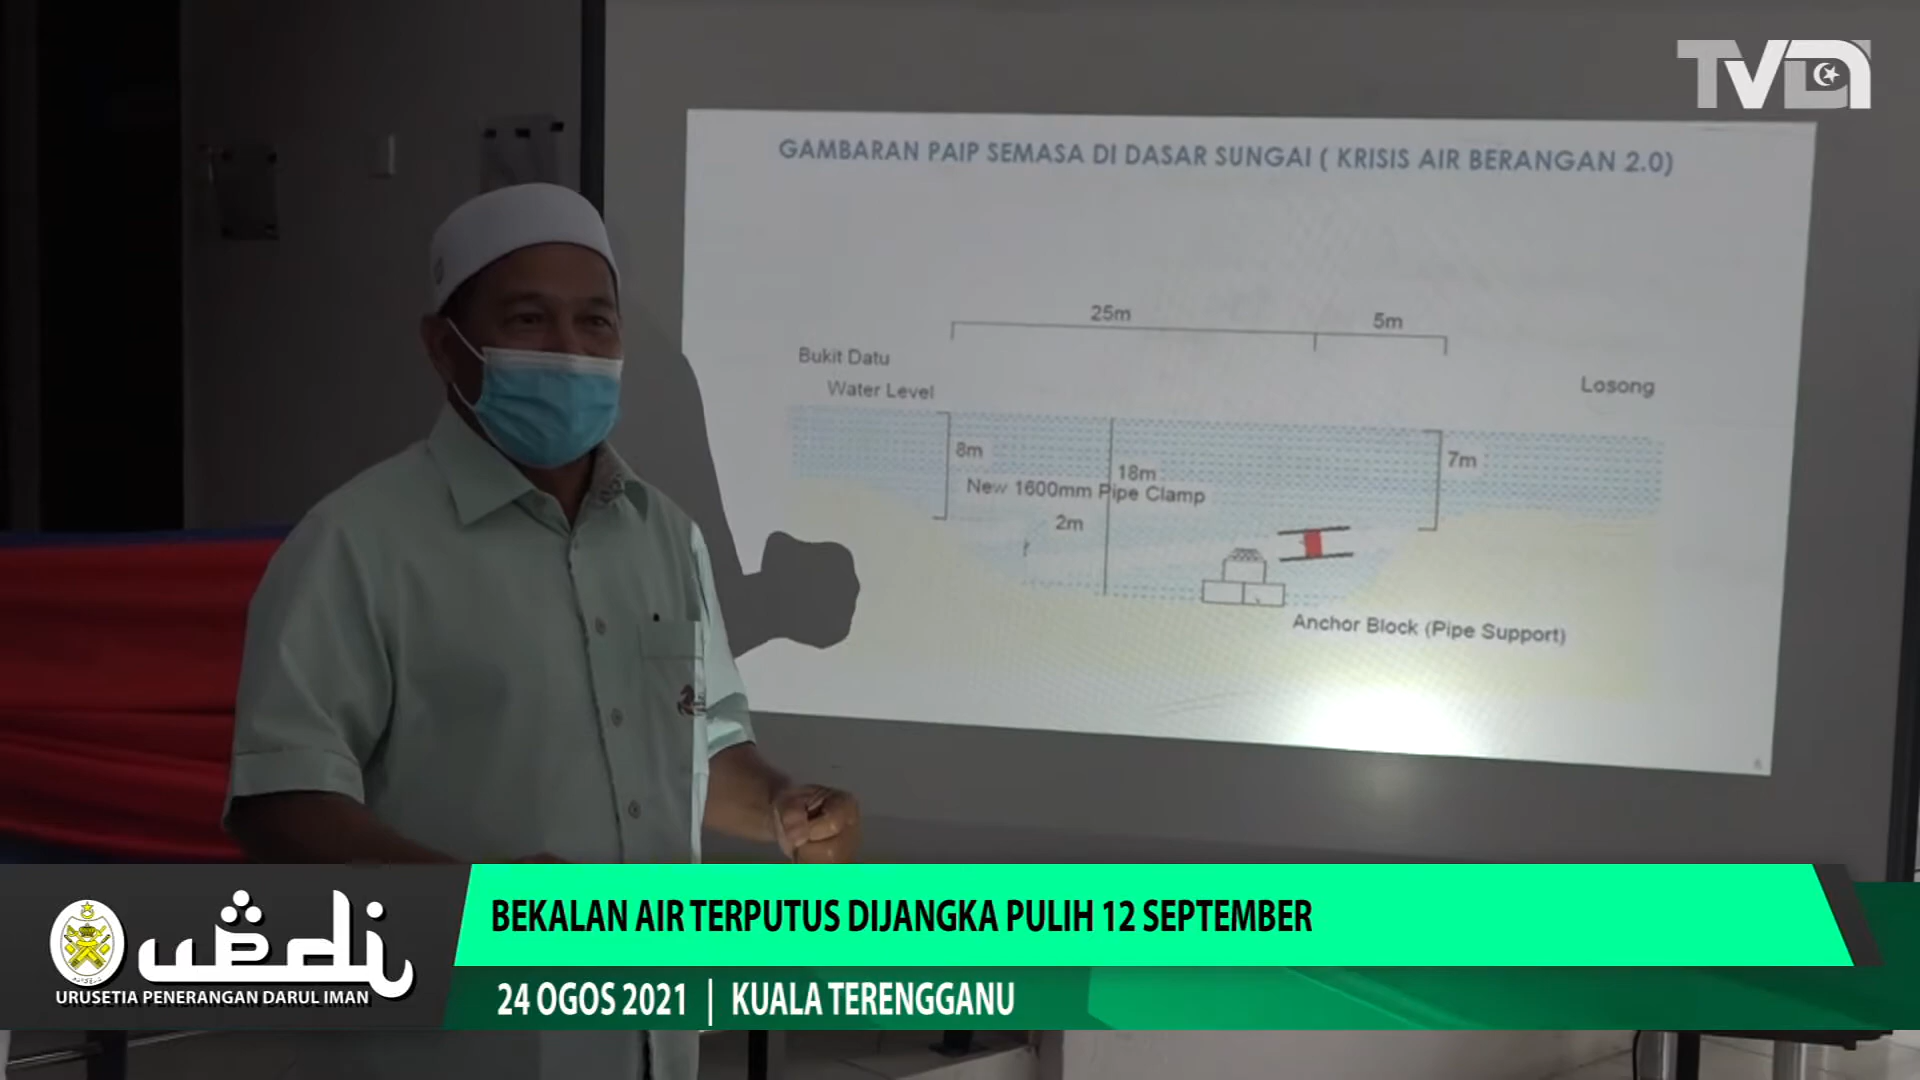 TVDI
GAMBARAN PAIP SEMASA DI DASAR SUNGAI ( KRISIS AIR BERANGAN 2.0)
25m
5m
Bukit Datu
Losong
Water Level
8m
18m
7m
New 1600mm Pipe Clamp
2m
Anchor Block (Pipe Support)
uedi
URUSETIA PENERANGAN DARUL IMAN
BEKALAN AIR TERPUTUS DIJANGKA PULIH 12 SEPTEMBER
24 OGOS 2021 | KUALA TERENGGANU